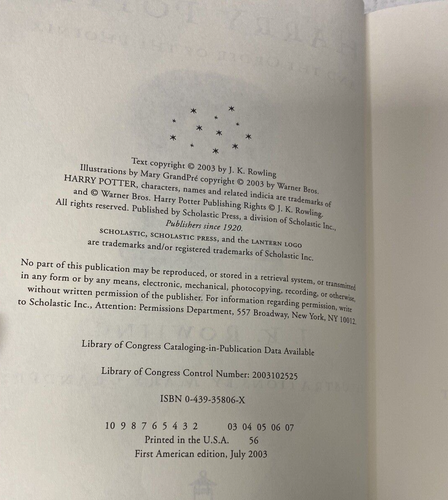 Text copyright © 2003 by J. K. Rowling
Illustrations by Mary GrandPré copyright © 2003 by Warner Bros.
HARRY POTTER, characters, names and related indicia are trademarks of
and © Warner Bros. Harry Potter Publishing Rights © J. K. Rowling.
All rights reserved. Published by Scholastic Press, a division of Scholastic Inc.,
Publishers since 1920.
SCHOLASTIC, SCHOLASTIC PRESS, and the LANTERN LOGO
are trademarks and/or registered trademarks of Scholastic Inc.
No part of this publication may be reproduced, or stored in a retrieval system, or transmitted
in any form or by any means, electronic, mechanical, photocopying, recording, or otherwise,
without written permission of the publisher. For information regarding permission, write
to Scholastic Inc., Attention: Permissions Department, 557 Broadway, New York, NY 10012.
Library of Congress Cataloging-in-Publication Data Available
Library of Congress Control Number: 2003102525
ISBN 0-439-35806-X
10 9 8 7 6 5 4 3 2 03 04 05 06 07
Printed in the U.S.A. 56
First American edition, July 2003